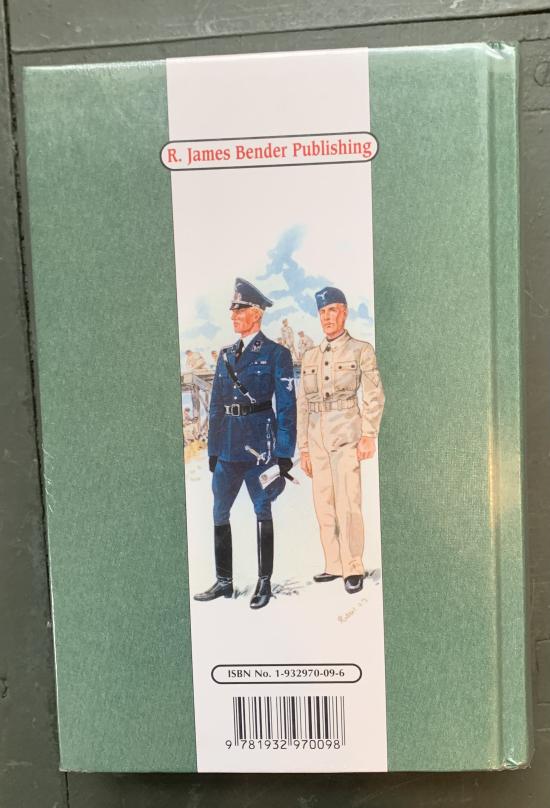 R. James Bender Publishing
ISBN No. 1-932970-09-6
9 781932 970098